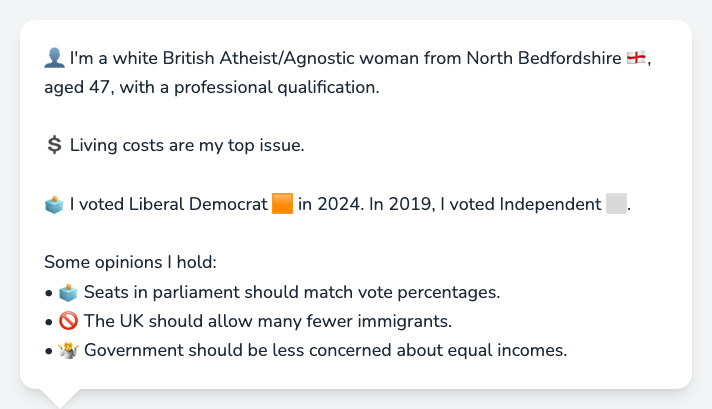 👤 I'm a white British Atheist/Agnostic woman from North Bedfordshire 🏴󠁧󠁢󠁥󠁮󠁧󠁿,
aged 47, with a professional qualification.
💲 Living costs are my top issue.
🗳️ I voted Liberal Democrat 🟧 in 2024. In 2019, I voted Independent ⬜.
Some opinions I hold:
• 🗳️ Seats in parliament should match vote percentages.
• 🚫 The UK should allow many fewer immigrants.
• 🤷 Government should be less concerned about equal incomes.